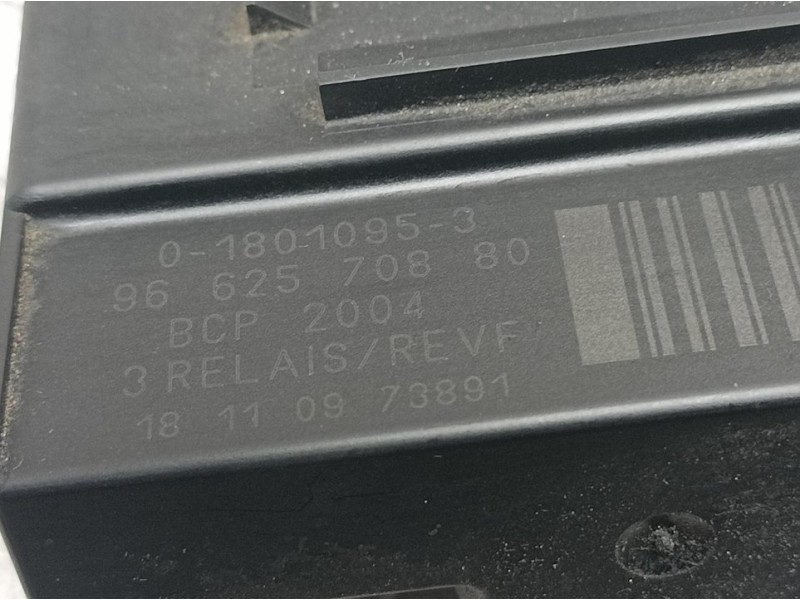 0-1801095-3
96 625 708 80
BCP 2004
3 RELAIS/REVF
18 11 09 73891